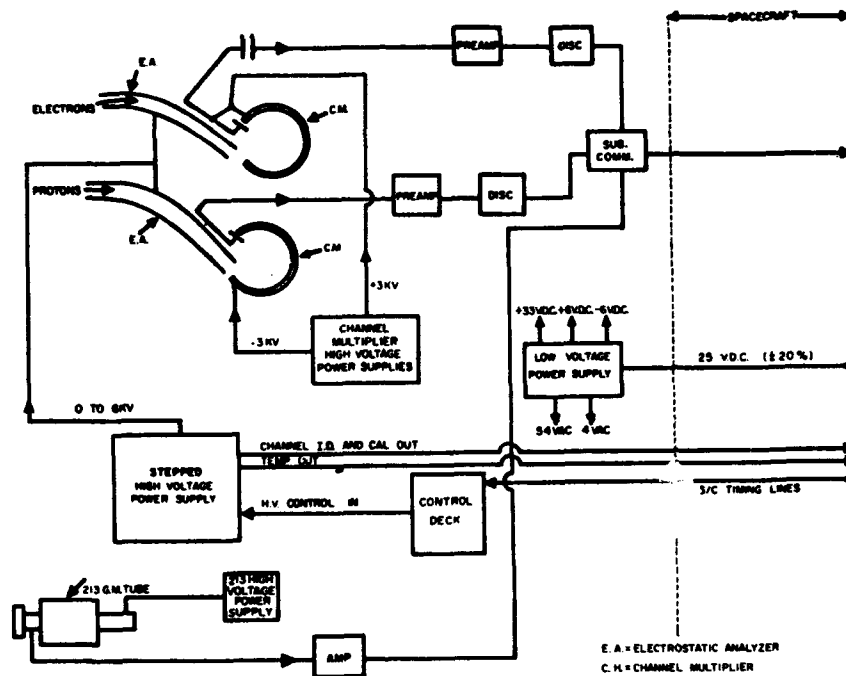 SPACECRAFT
E.A.
PREAMP
DISC
ELECTRONS
C.M.
SUB.
COMM.
PROTONS
PREAMP
DISC
E.A.
C.M
+3KV
-3KV
CHANNEL
MULTIPLIER
HIGH VOLTAGE
POWER SUPPLIES
+33V.D.C. +6V.D.C. -6V.D.C.
LOW VOLTAGE
POWER SUPPLY
25 V.D.C. (±20%)
54VAC 4VAC
0 TO 6KV
STEPPED
HIGH VOLTAGE
POWER SUPPLY
CHANNEL I.D. AND CAL OUT
TEMP OUT
H.V. CONTROL IN
CONTROL
DECK
S/C TIMING LINES
213 G.M. TUBE
213 HIGH
VOLTAGE
POWER
SUPPLY
AMP
E.A.= ELECTROSTATIC ANALYZER
C.M.= CHANNEL MULTIPLIER